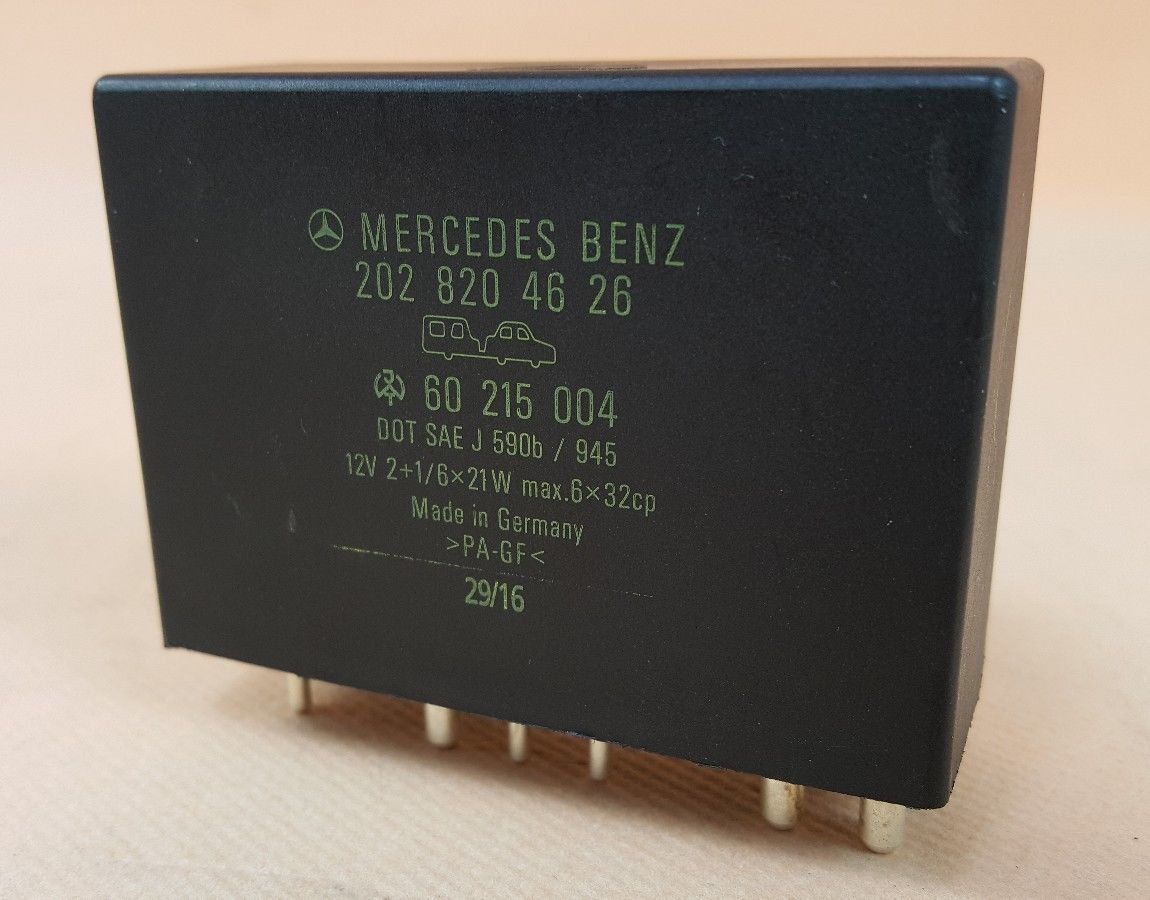 MERCEDES BENZ
202 820 46 26
60 215 004
DOT SAE J 590b / 945
12V 2+1/6×21W max.6×32cp
Made in Germany
>PA-GF<
29/16